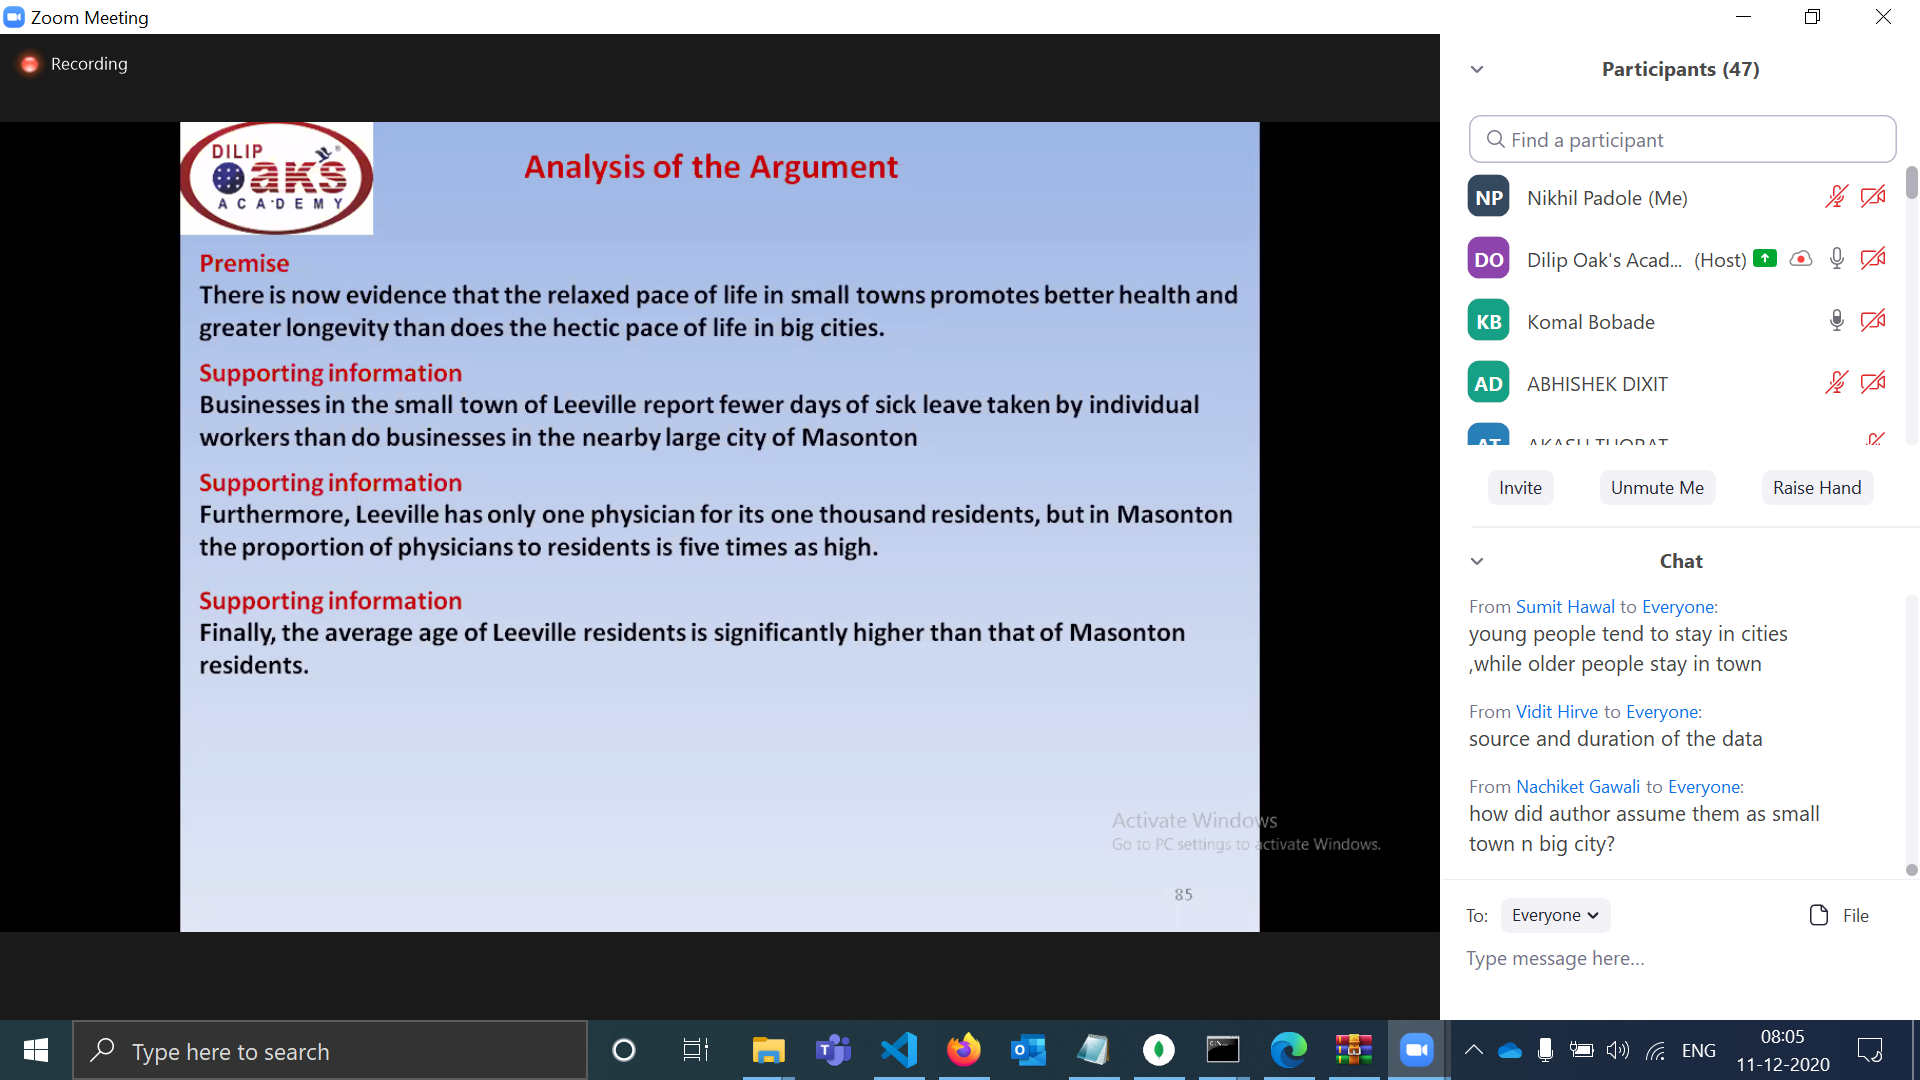 Zoom Meeting
Recording
DILIP
OAKS
ACADEMY
Analysis of the Argument
Premise
There is now evidence that the relaxed pace of life in small towns promotes better health and
greater longevity than does the hectic pace of life in big cities.
Supporting information
Businesses in the small town of Leeville report fewer days of sick leave taken by individual
workers than do businesses in the nearby large city of Masonton
Supporting information
Furthermore, Leeville has only one physician for its one thousand residents, but in Masonton
the proportion of physicians to residents is five times as high.
Supporting information
Finally, the average age of Leeville residents is significantly higher than that of Masonton
residents.
Activate Windows
Go to PC settings to activate Windows.
85
Participants (47)
Find a participant
NP Nikhil Padole (Me)
DO Dilip Oak's Acad... (Host)
KB Komal Bobade
AD ABHISHEK DIXIT
AT AKASH THORAT
Invite Unmute Me Raise Hand
Chat
From Sumit Hawal to Everyone:
young people tend to stay in cities
,while older people stay in town
From Vidit Hirve to Everyone:
source and duration of the data
From Nachiket Gawali to Everyone:
how did author assume them as small
town n big city?
To: Everyone File
Type message here...
Type here to search
ENG
08:05
11-12-2020